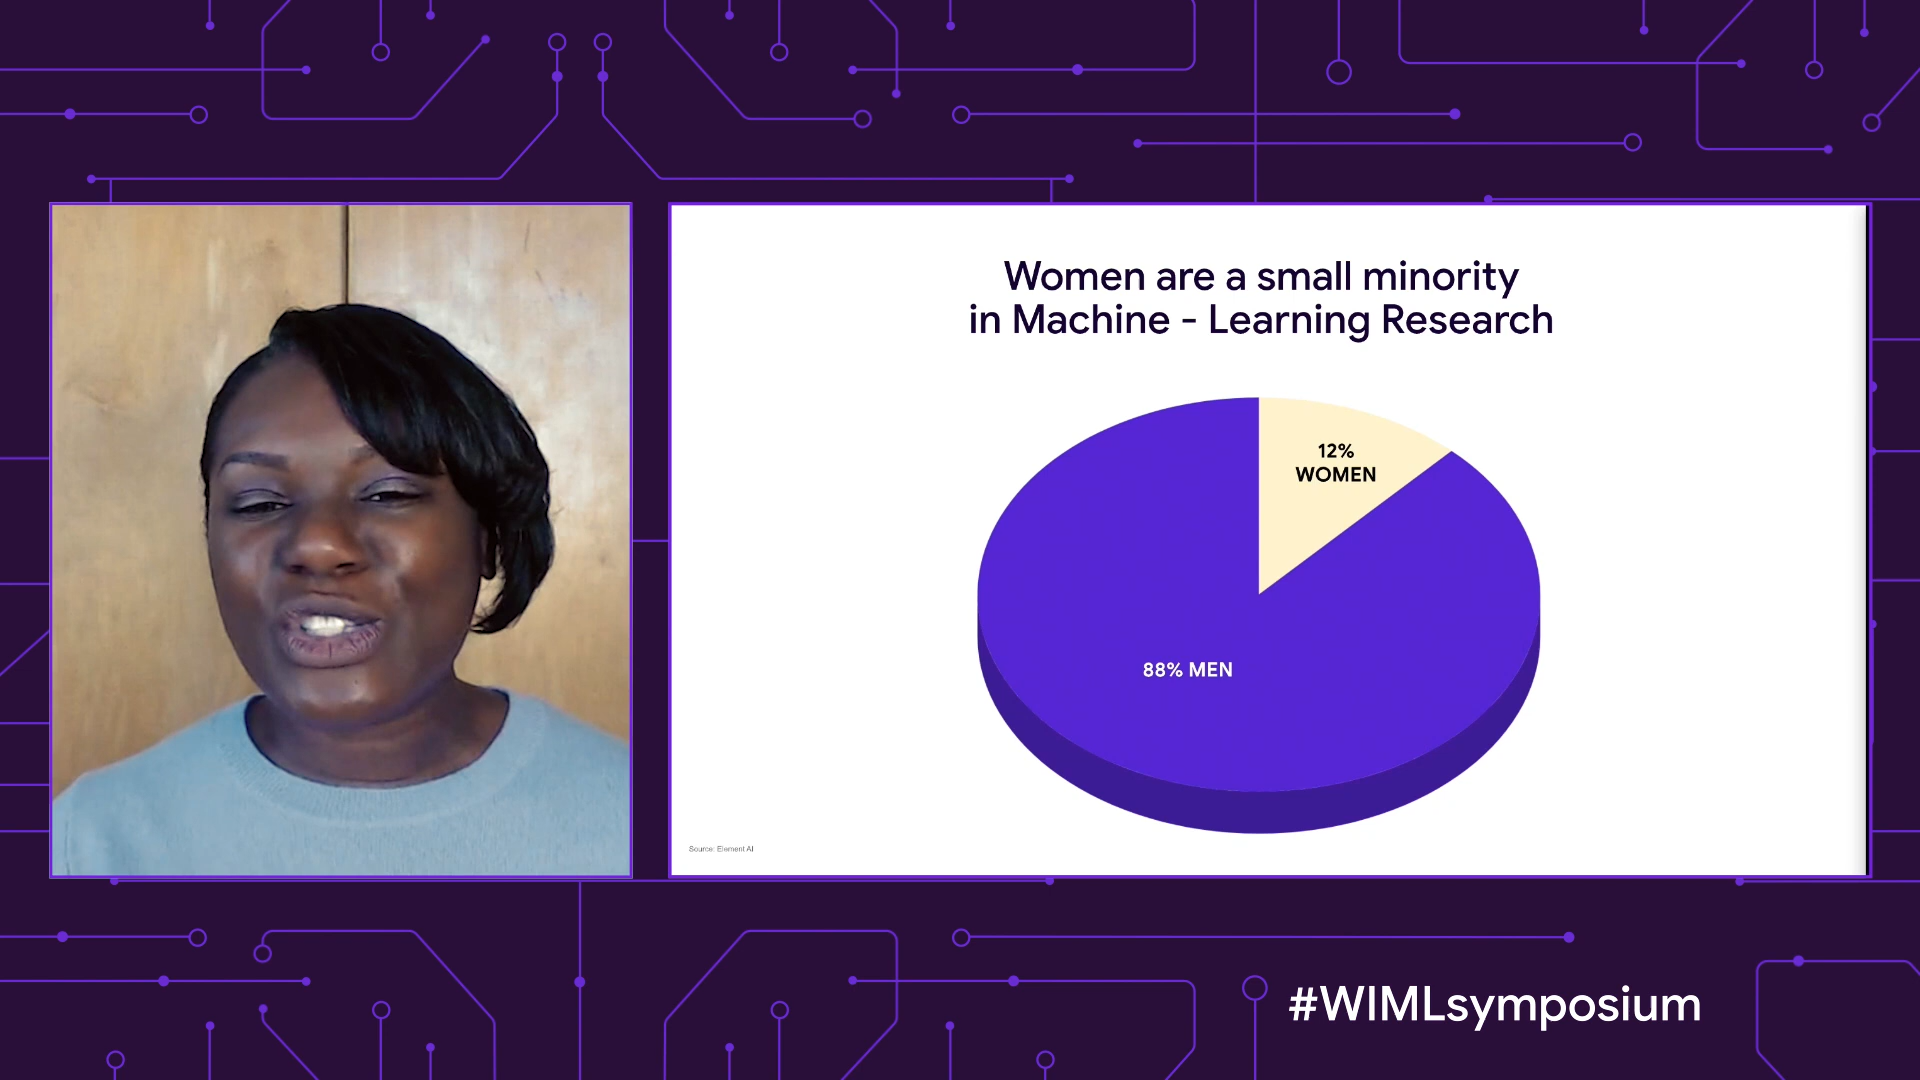 Women are a small minority
in Machine - Learning Research
12%
WOMEN
88% MEN
Source: Element AI
#WIMLsymposium